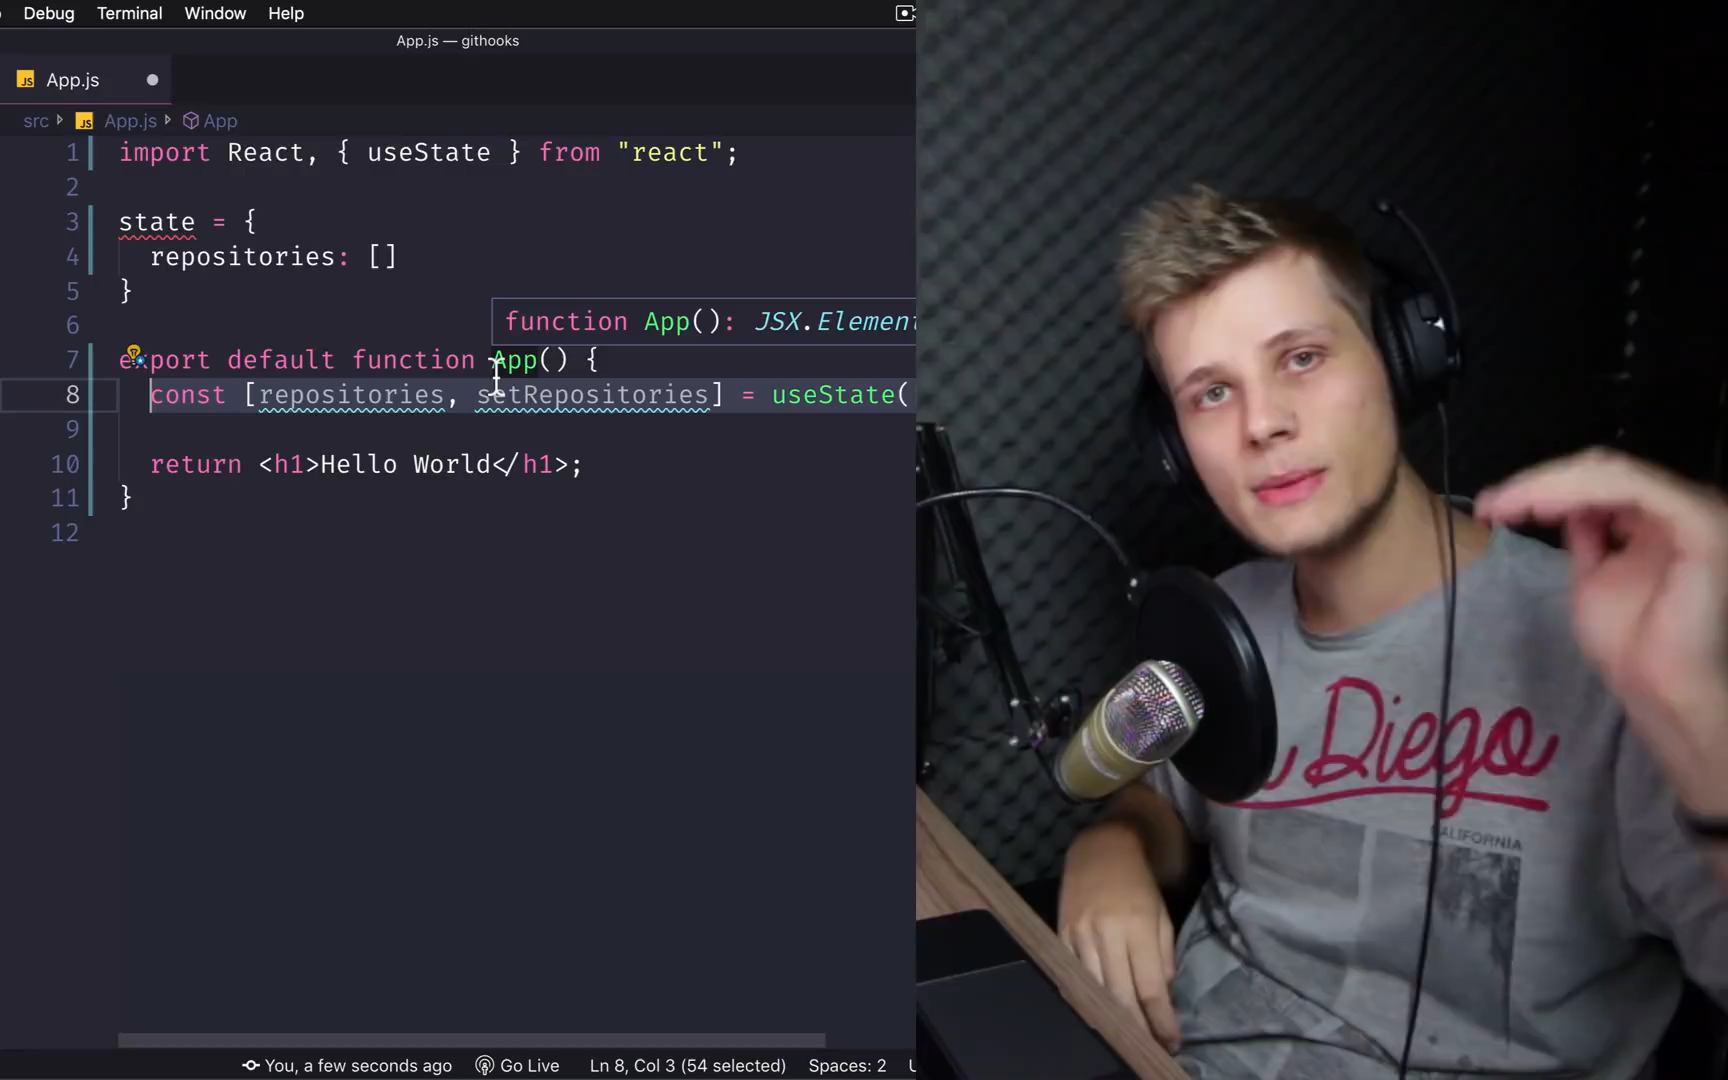 Debug Terminal Window Help
App.js — githooks
JS App.js
src JS App.js App
1 import React, { useState } from "react";
2
3 state = {
4 repositories: []
5 }
6
function App(): JSX.Element
7 export default function App() {
8 const [repositories, setRepositories] = useState(
9
10 return <h1>Hello World</h1>;
11 }
12
You, a few seconds ago Go Live Ln 8, Col 3 (54 selected) Spaces: 2
Diego
CALIFORNIA